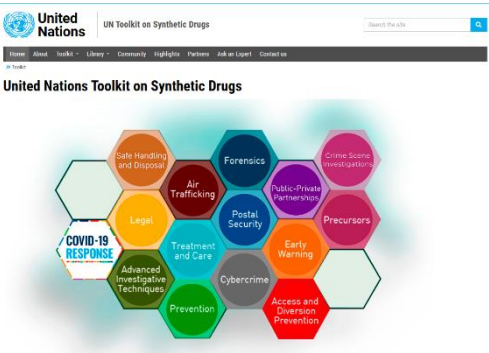 United
Nations
UN Toolkit on Synthetic Drugs
Search the site
Home About Toolkit Library Community Highlights Partners Ask an Expert Contact us
Toolkit
United Nations Toolkit on Synthetic Drugs
Safe Handling
and Disposal
Forensics
Crime Scene
Investigations
Air
Trafficking
Public-Private
Partnerships
Legal
Postal
Security
Precursors
COVID-19
RESPONSE
Treatment
and Care
Early
Warning
Advanced
Investigative
Techniques
Cybercrime
Prevention
Access and
Diversion
Prevention